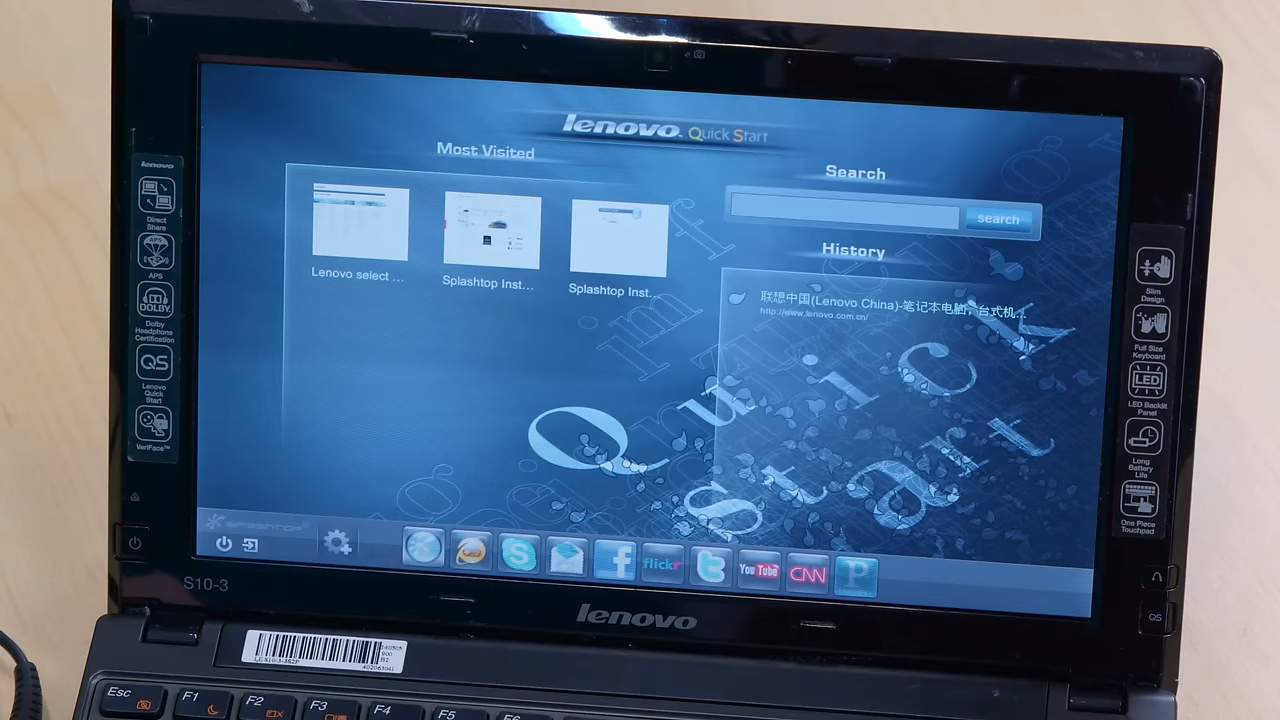 lenovo
Direct
Share
APS
DOLBY
Dolby
Headphone
Certification
QS
Lenovo
Quick
Start
VeriFace™
lenovo Quick Start
Most Visited
Lenovo select ...
Splashtop Inst...
Splashtop Inst...
Search
search
History
联想中国(Lenovo China)-笔记本电脑，台式机...
http://www.lenovo.com.cn/
Quick
Start
splashtop
S
flickr
f
t
You Tube
CNN
P
Slim
Design
Full Size
Keyboard
LED
LED Backlit
Panel
Long
Battery
Life
One Piece
Touchpad
QS
S10-3
lenovo
Esc
F1
F2
F3
F4
F5
F6